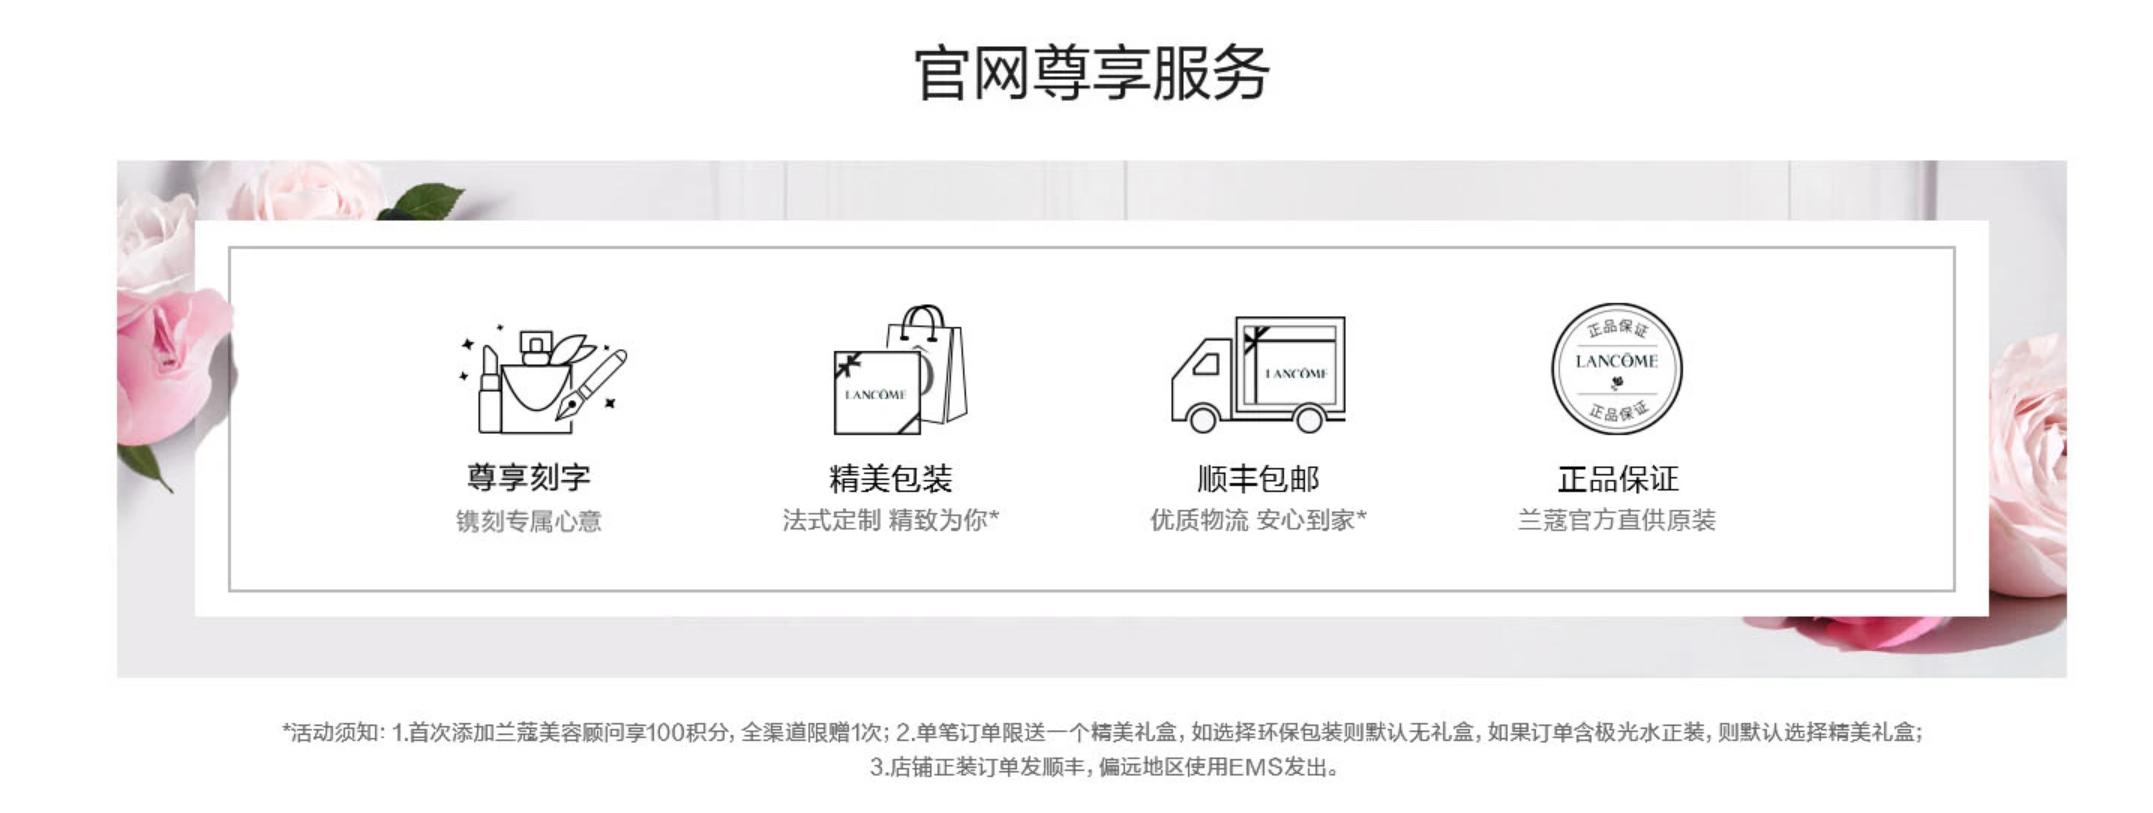 官网尊享服务
LANCÔME
LANCÔME
正品保证
LANCÔME
正品保证
尊享刻字
精美包装
顺丰包邮
正品保证
镌刻专属心意
法式定制 精致为你*
优质物流 安心到家*
兰蔻官方直供原装
*活动须知: 1.首次添加兰蔻美容顾问享100积分, 全渠道限赠1次; 2.单笔订单限送一个精美礼盒, 如选择环保包装则默认无礼盒, 如果订单含极光水正装, 则默认选择精美礼盒;
3.店铺正装订单发顺丰, 偏远地区使用EMS发出。